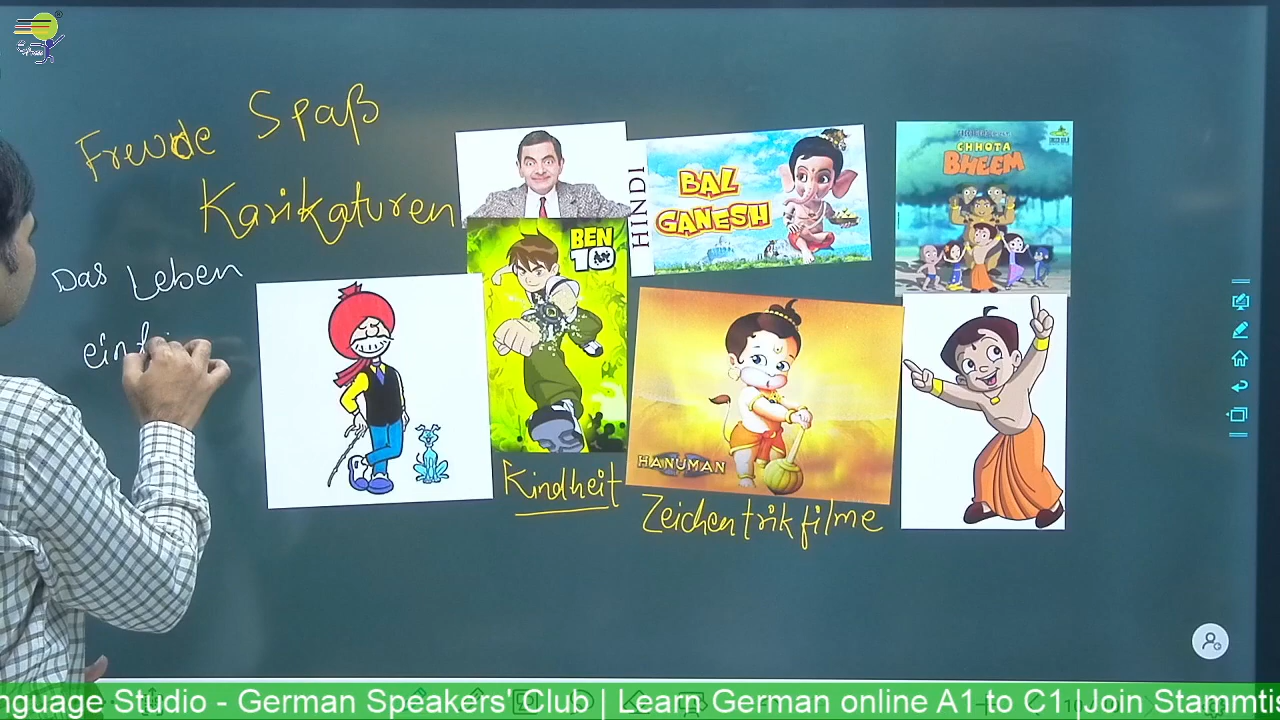 Spaß
Freude
Karikaturen
Das Leben
HINDI
BAL
GANESH
CHHOTA
BHEEM
BEN
10
HANUMAN
Kindheit
Zeichentrikfilme
nguage Studio - German Speakers' Club | Learn German online A1 to C1 | Join Stammtis